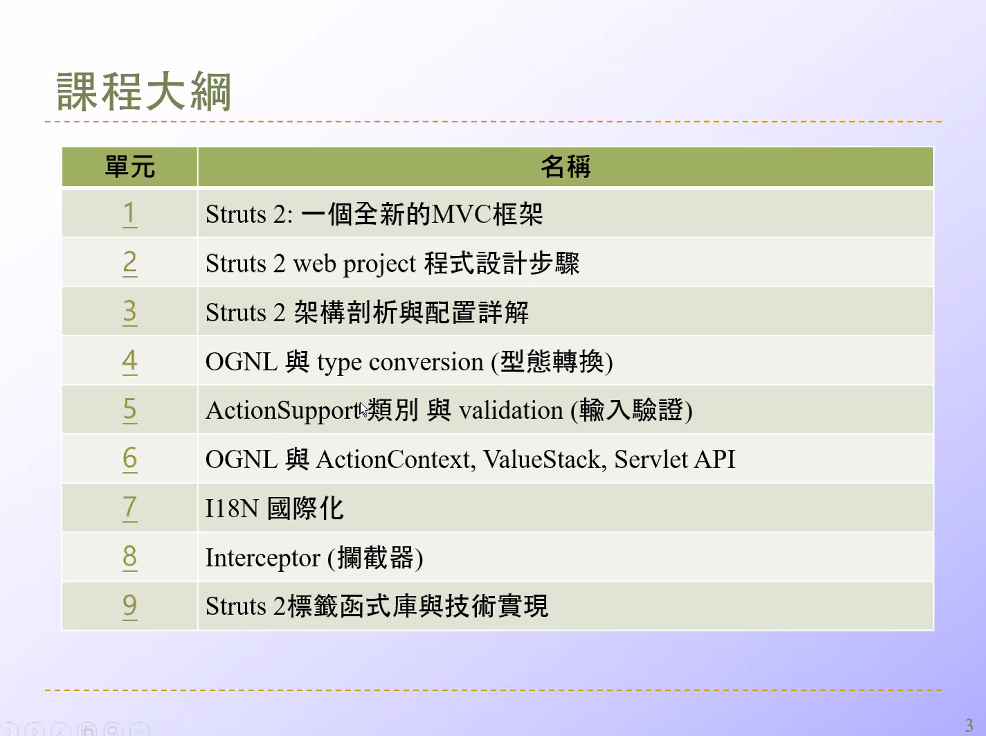 課程大綱
單元 名稱
1 Struts 2: 一個全新的MVC框架
2 Struts 2 web project 程式設計步驟
3 Struts 2 架構剖析與配置詳解
4 OGNL 與 type conversion (型態轉換)
5 ActionSupport 類別 與 validation (輸入驗證)
6 OGNL 與 ActionContext, ValueStack, Servlet API
7 I18N 國際化
8 Interceptor (攔截器)
9 Struts 2標籤函式庫與技術實現
3